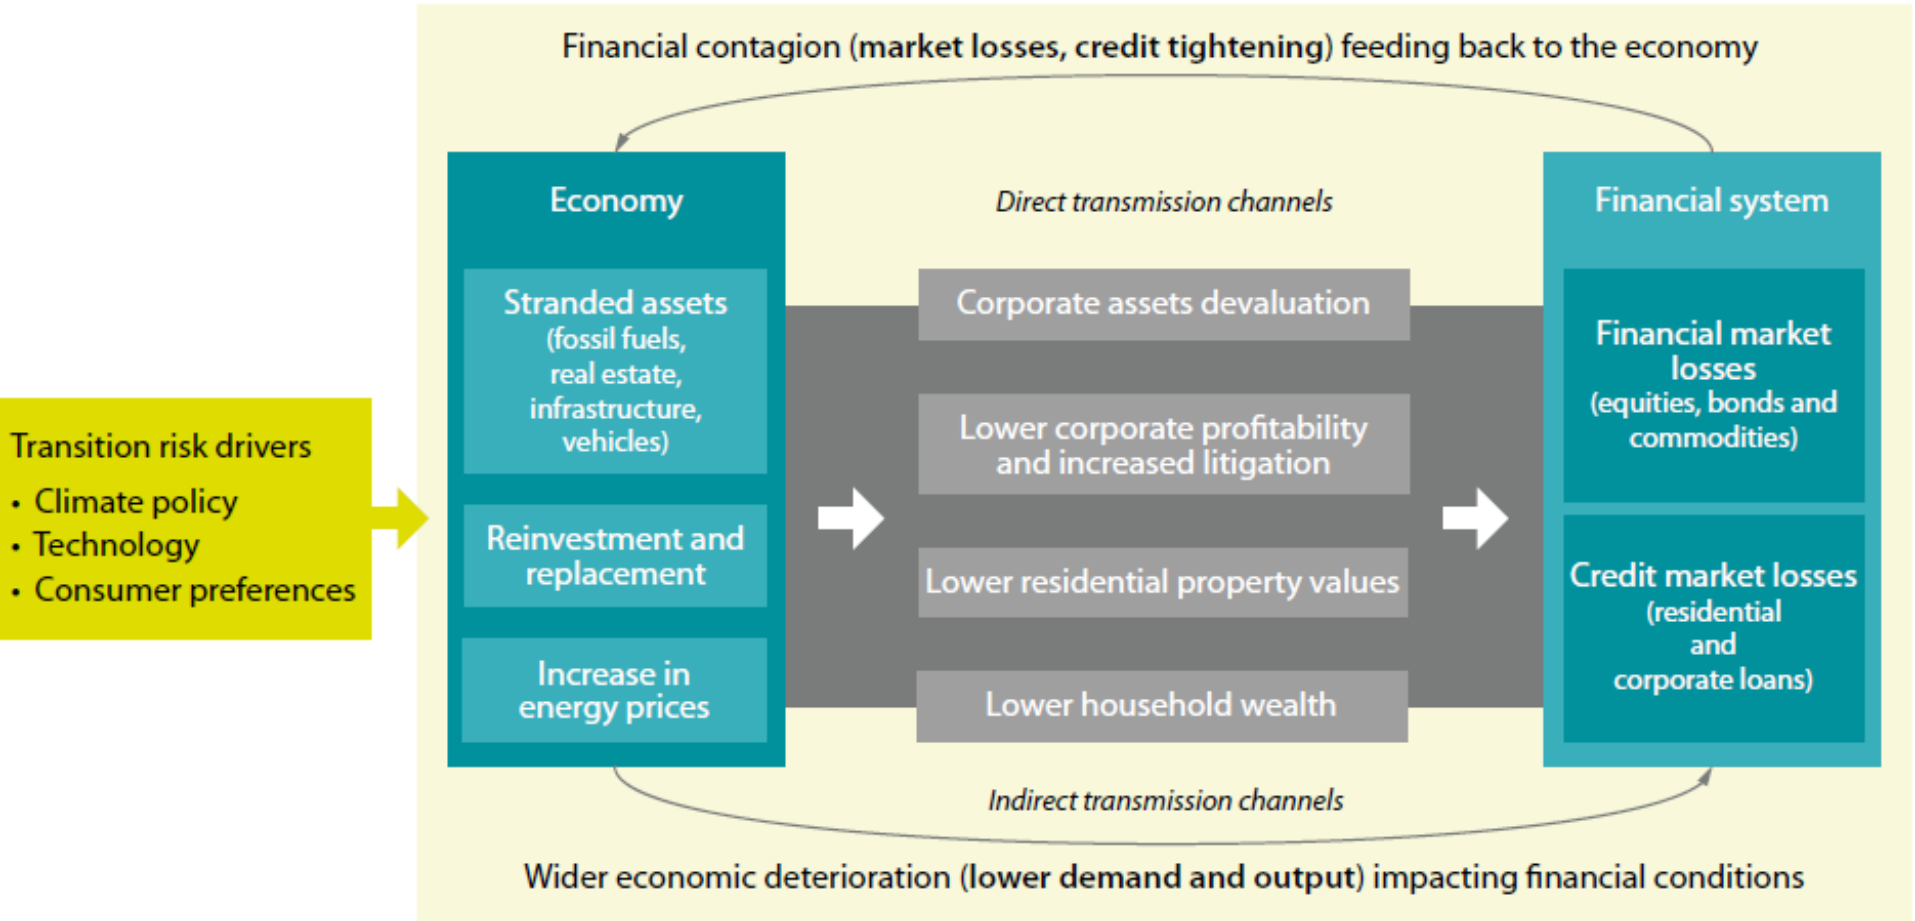 Financial contagion (market losses, credit tightening) feeding back to the economy
Transition risk drivers
• Climate policy
• Technology
• Consumer preferences
Economy
Stranded assets
(fossil fuels,
real estate,
infrastructure,
vehicles)
Reinvestment and
replacement
Increase in
energy prices
Direct transmission channels
Corporate assets devaluation
Lower corporate profitability
and increased litigation
Lower residential property values
Lower household wealth
Indirect transmission channels
Financial system
Financial market
losses
(equities, bonds and
commodities)
Credit market losses
(residential
and
corporate loans)
Wider economic deterioration (lower demand and output) impacting financial conditions